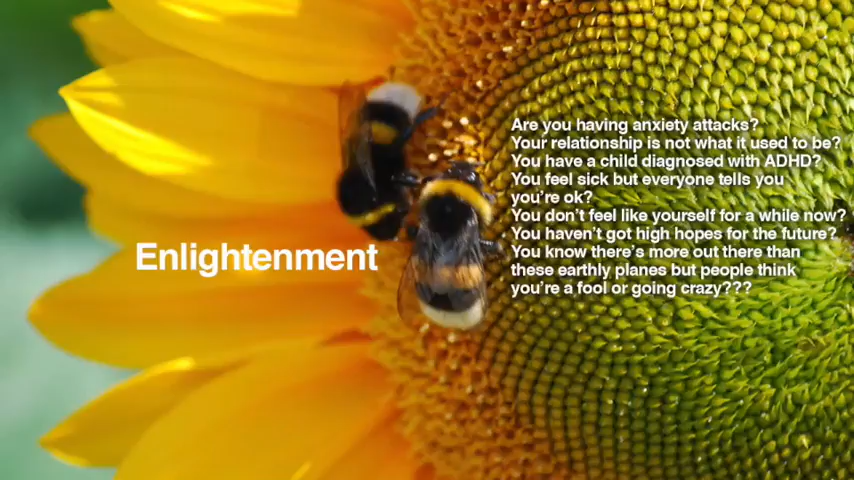 Enlightenment
Are you having anxiety attacks?
Your relationship is not what it used to be?
You have a child diagnosed with ADHD?
You feel sick but everyone tells you
you're ok?
You don't feel like yourself for a while now?
You haven't got high hopes for the future?
You know there's more out there than
these earthly planes but people think
you're a fool or going crazy???